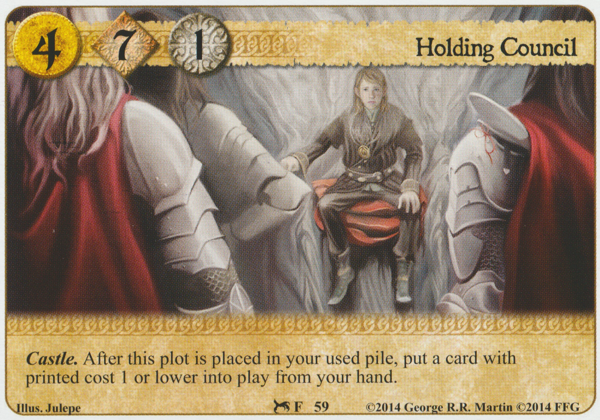 4 7 1 Holding Council
Castle. After this plot is placed in your used pile, put a card with
printed cost 1 or lower into play from your hand.
Illus. Julepe F 59 ©2014 George R.R. Martin ©2014 FFG